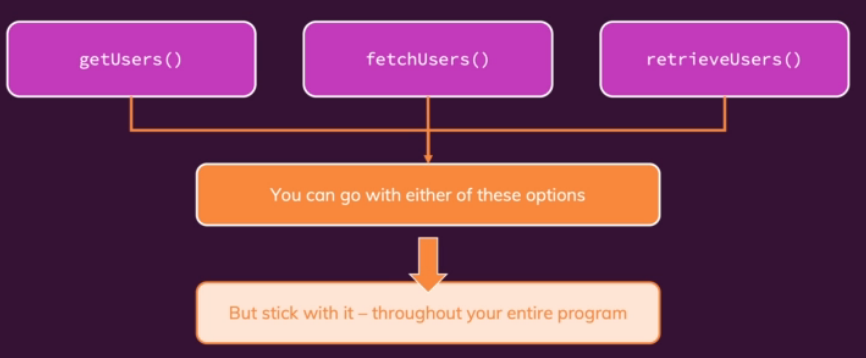 getUsers()
fetchUsers()
retrieveUsers()
You can go with either of these options
But stick with it – throughout your entire program